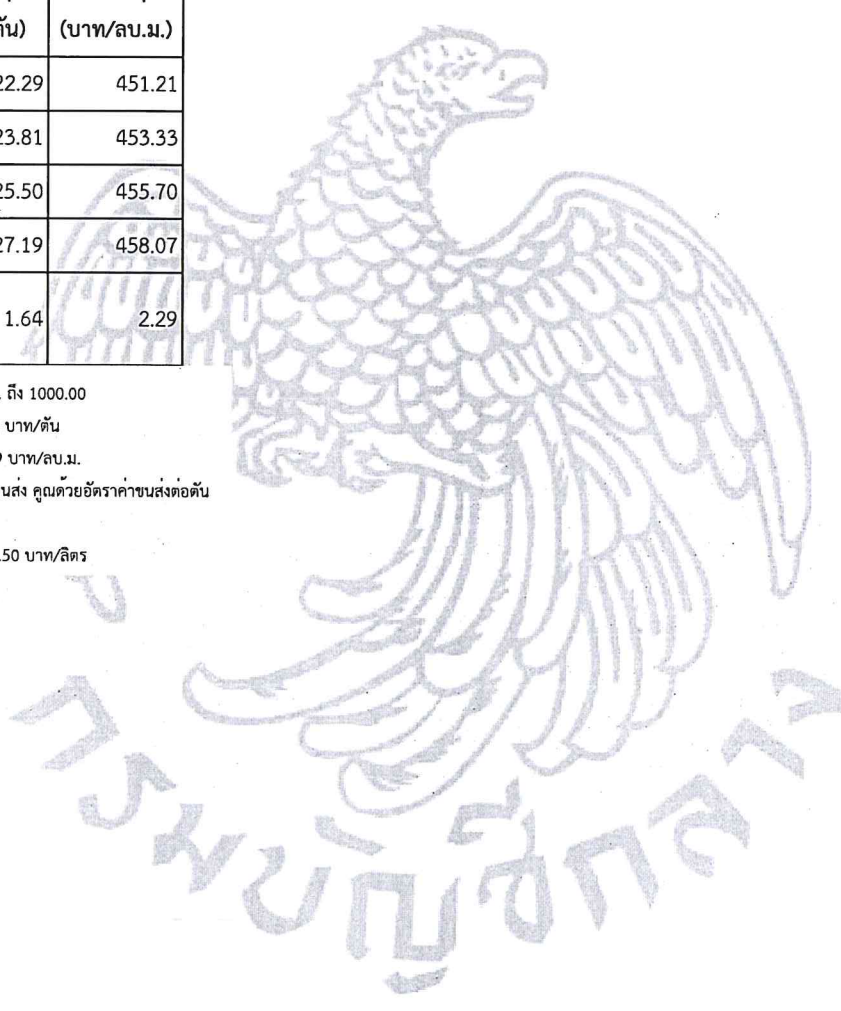 ตัน) (บาท/ลบ.ม.)
22.29 451.21
23.81 453.33
25.50 455.70
27.19 458.07
1.64 2.29
ถึง 1000.00
บาท/ตัน
บาท/ลบ.ม.
นส่ง คูณด้วยอัตราค่าขนส่งต่อตัน
.50 บาท/ลิตร
กรมบัญชีกลาง